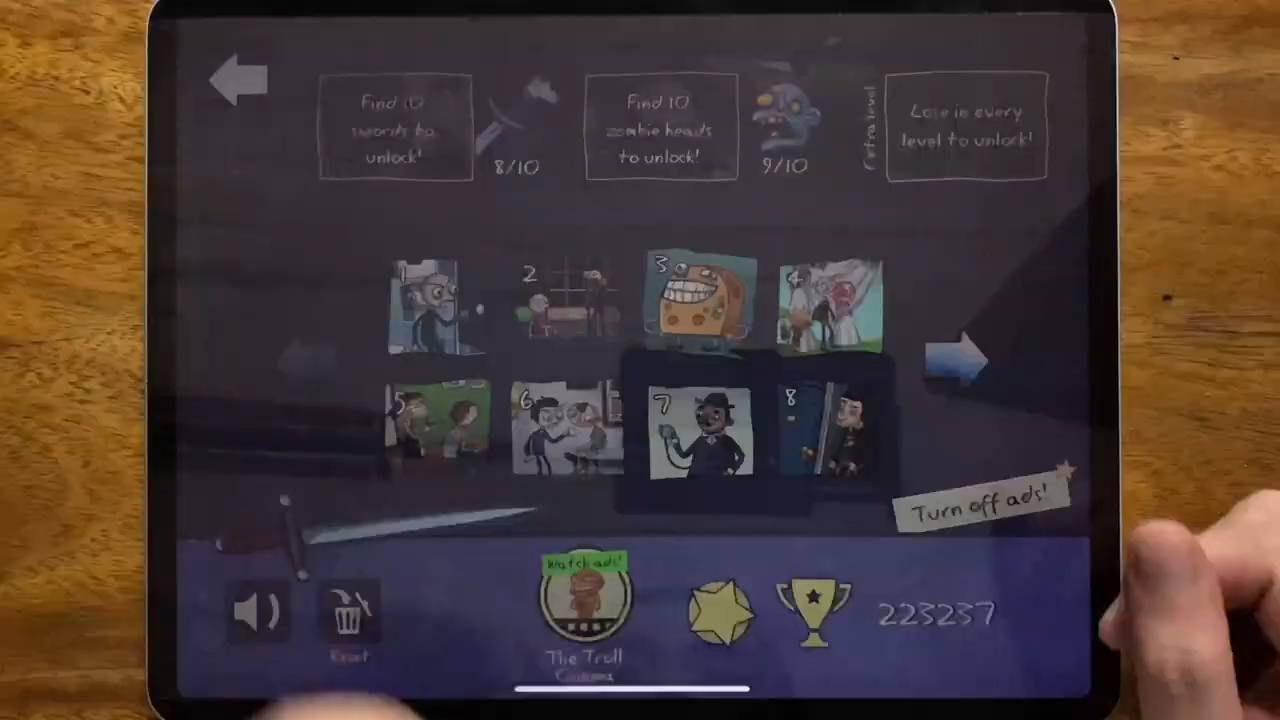 Find 10
swords to
unlock!
8/10
Find 10
zombie heads
to unlock!
9/10
Extra level
Lose in every
level to unlock!
1
2
3
4
5
6
7
8
Turn off ads!
Watch ads!
Reset
The Troll
Cinema
223237